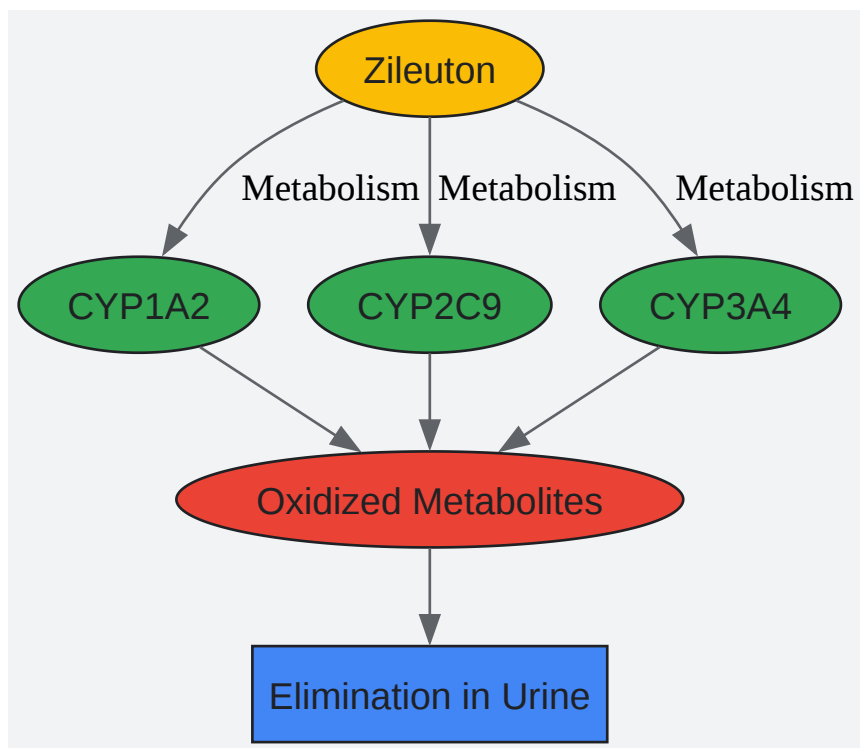 Zileuton
Metabolism Metabolism Metabolism
CYP1A2 CYP2C9 CYP3A4
Oxidized Metabolites
Elimination in Urine